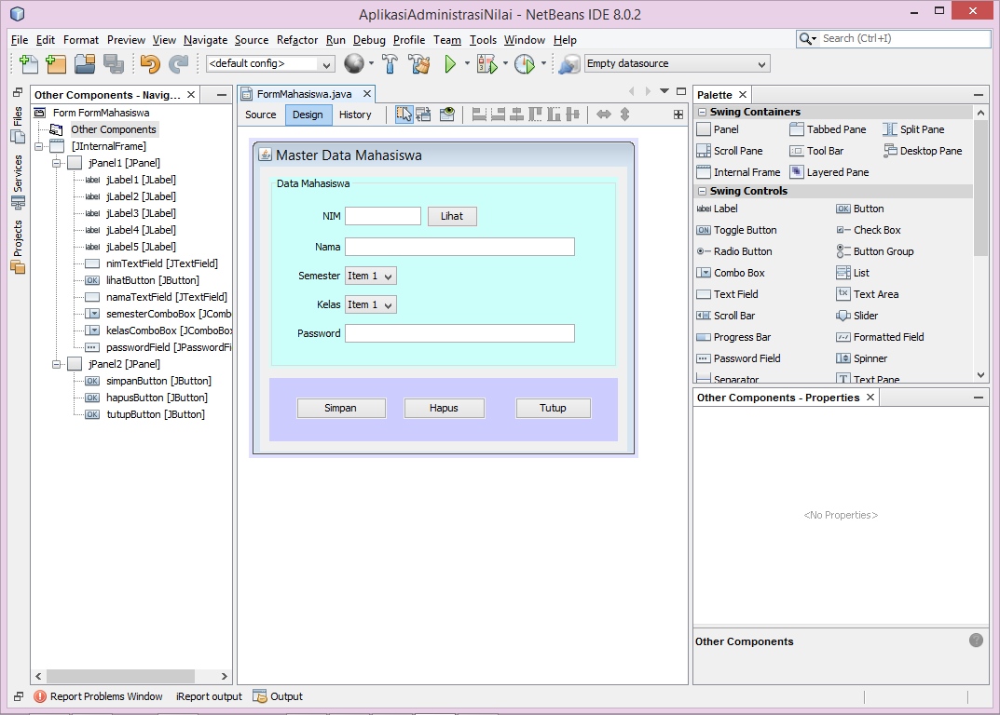 AplikasiAdministrasiNilai - NetBeans IDE 8.0.2
File Edit Format Preview View Navigate Source Refactor Run Debug Profile Team Tools Window Help
Search (Ctrl+I)
<default config>
Empty datasource
Files
Services
Projects
Other Components - Navig...
Form FormMahasiswa
Other Components
[JInternalFrame]
jPanel1 [JPanel]
label jLabel1 [JLabel]
label jLabel2 [JLabel]
label jLabel3 [JLabel]
label jLabel4 [JLabel]
label jLabel5 [JLabel]
nimTextField [JTextField]
OK lihatButton [JButton]
namaTextField [JTextField]
semesterComboBox [JComb
kelasComboBox [JComboBox
passwordField [JPasswordFi
jPanel2 [JPanel]
OK simpanButton [JButton]
OK hapusButton [JButton]
OK tutupButton [JButton]
FormMahasiswa.java
Source Design History
Master Data Mahasiswa
Data Mahasiswa
NIM Lihat
Nama
Semester Item 1
Kelas Item 1
Password
Simpan Hapus Tutup
Palette
Swing Containers
Panel Tabbed Pane Split Pane
Scroll Pane Tool Bar Desktop Pane
Internal Frame Layered Pane
Swing Controls
label Label OK Button
ON Toggle Button Check Box
Radio Button Button Group
Combo Box List
Text Field Text Area
Scroll Bar Slider
Progress Bar Formatted Field
Password Field Spinner
Separator T Text Pane
Other Components - Properties
<No Properties>
Other Components
?
Report Problems Window iReport output Output